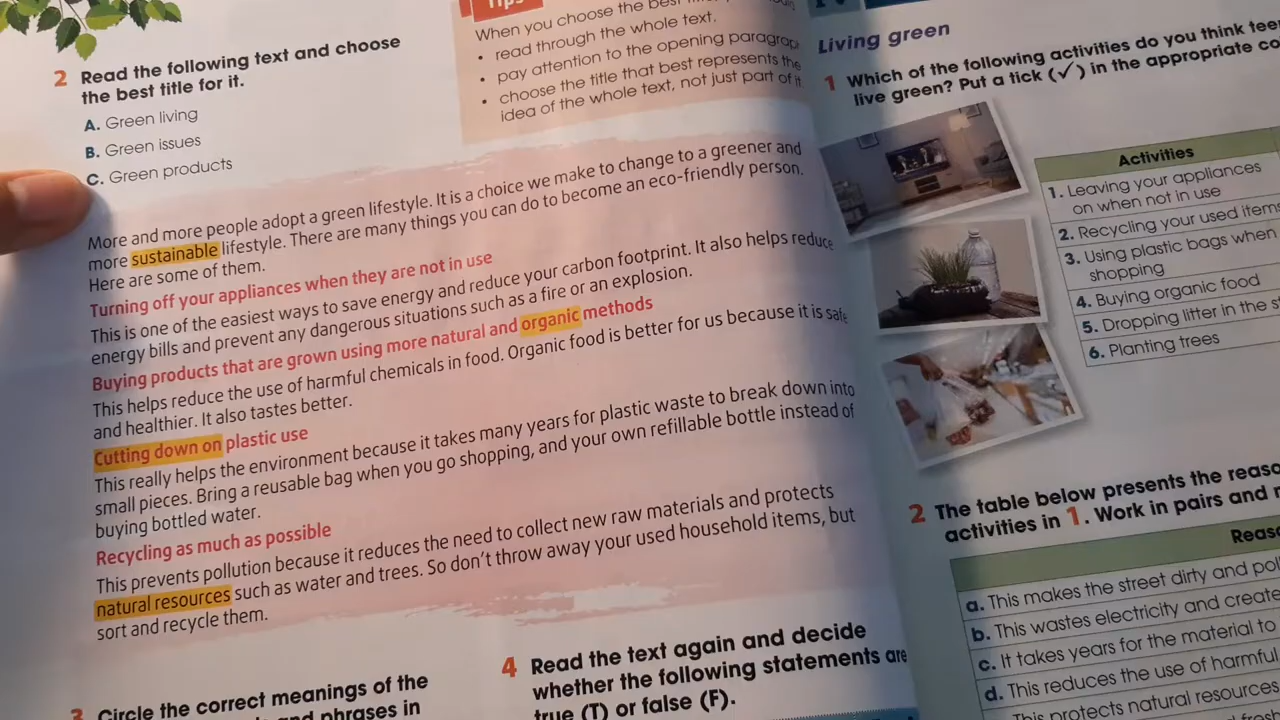 2 Read the following text and choose
the best title for it.
A. Green living
B. Green issues
C. Green products
Tips
When you choose the best
• read through the whole text.
• pay attention to the opening
• choose the title that best represents the
idea of the whole text, not just part of it.
More and more people adopt a green lifestyle. It is a choice we make to change to a greener and
more sustainable lifestyle. There are many things you can do to become an eco-friendly person.
Here are some of them.
Turning off your appliances when they are not in use
This is one of the easiest ways to save energy and reduce your carbon footprint. It also helps reduce
energy bills and prevent any dangerous situations such as a fire or an explosion.
Buying products that are grown using more natural and organic methods
This helps reduce the use of harmful chemicals in food. Organic food is better for us because it is safe
and healthier. It also tastes better.
Cutting down on plastic use
This really helps the environment because it takes many years for plastic waste to break down into
small pieces. Bring a reusable bag when you go shopping, and your own refillable bottle instead of
buying bottled water.
Recycling as much as possible
This prevents pollution because it reduces the need to collect new raw materials and protects
natural resources such as water and trees. So don't throw away your used household items, but
sort and recycle them.
3 Circle the correct meanings of the
and phrases in
4 Read the text again and decide
whether the following statements are
true (T) or false (F).
Living green
1 Which of the following activities do you think
live green? Put a tick (✓) in the appropriate
Activities
1. Leaving your appliances
on when not in use
2. Recycling your used items
3. Using plastic bags when
shopping
4. Buying organic food
5. Dropping litter in the
6. Planting trees
2 The table below presents the
activities in 1. Work in pairs and
a. This makes the street dirty and
b. This wastes electricity and
c. It takes years for the material to
d. This reduces the use of harmful
This protects natural resources